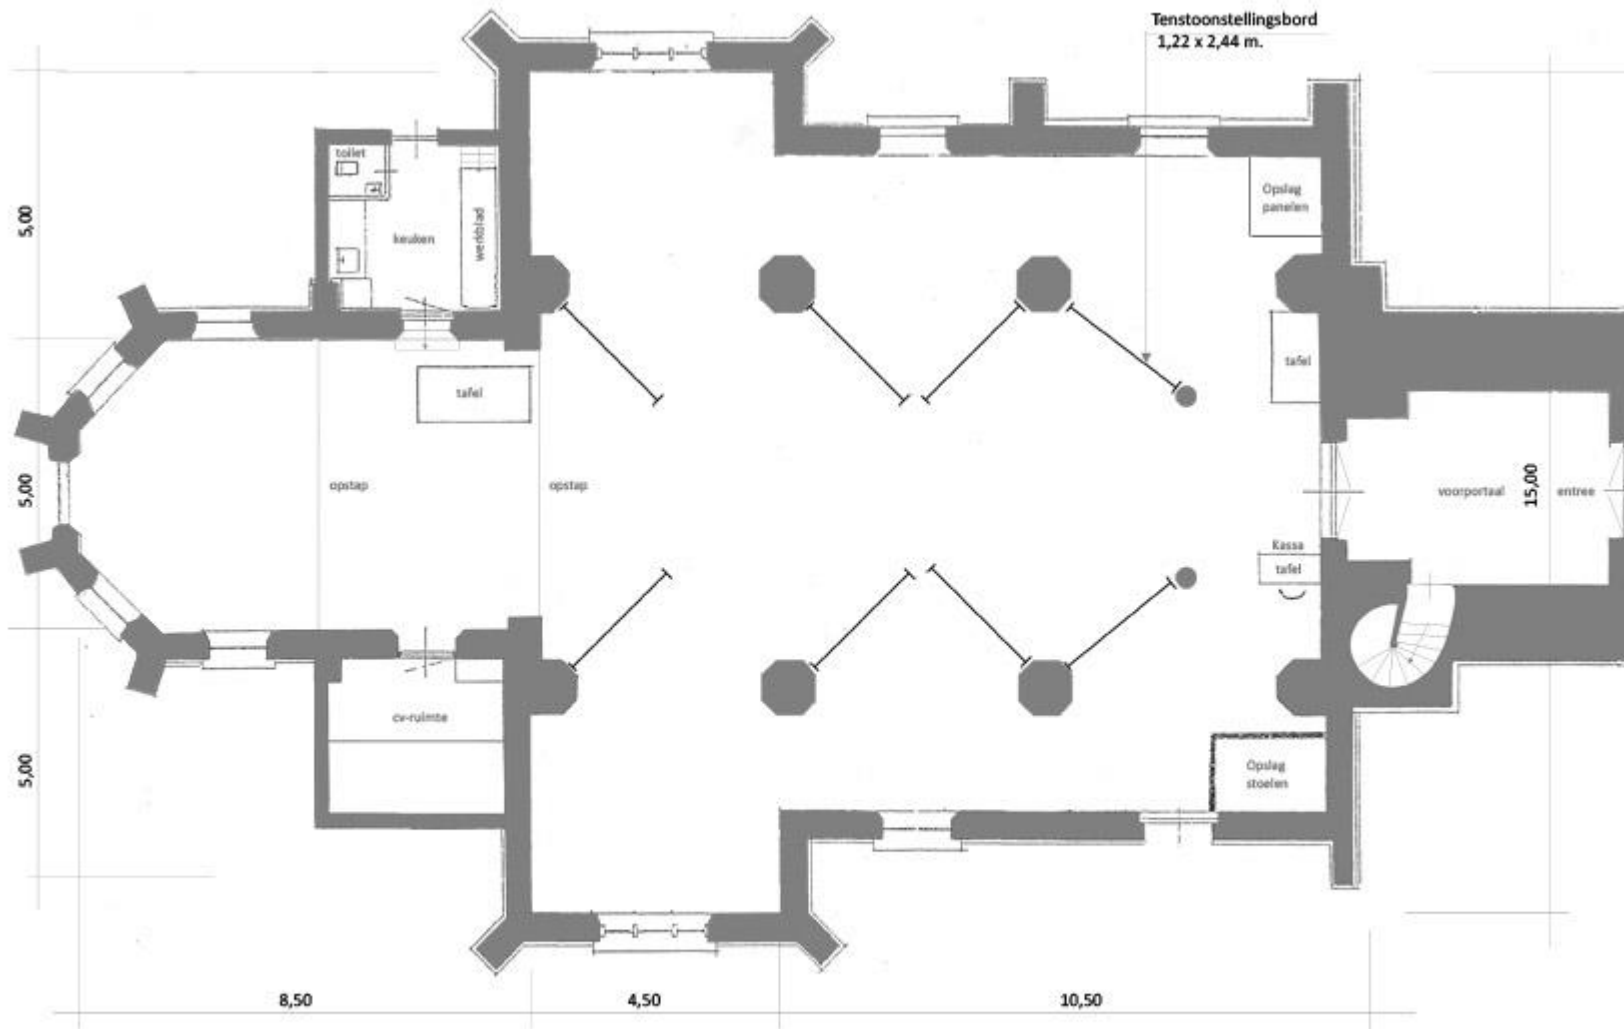 Tenstoonstellingsbord
1,22 x 2,44 m.
toilet
Opslag
panelen
5,00
keuken
werkblad
tafel
tafel
opstap
opstap
5,00
voorportaal
15,00
entree
Kassa
tafel
cv-ruimte
Opslag
stoelen
5,00
8,50
4,50
10,50